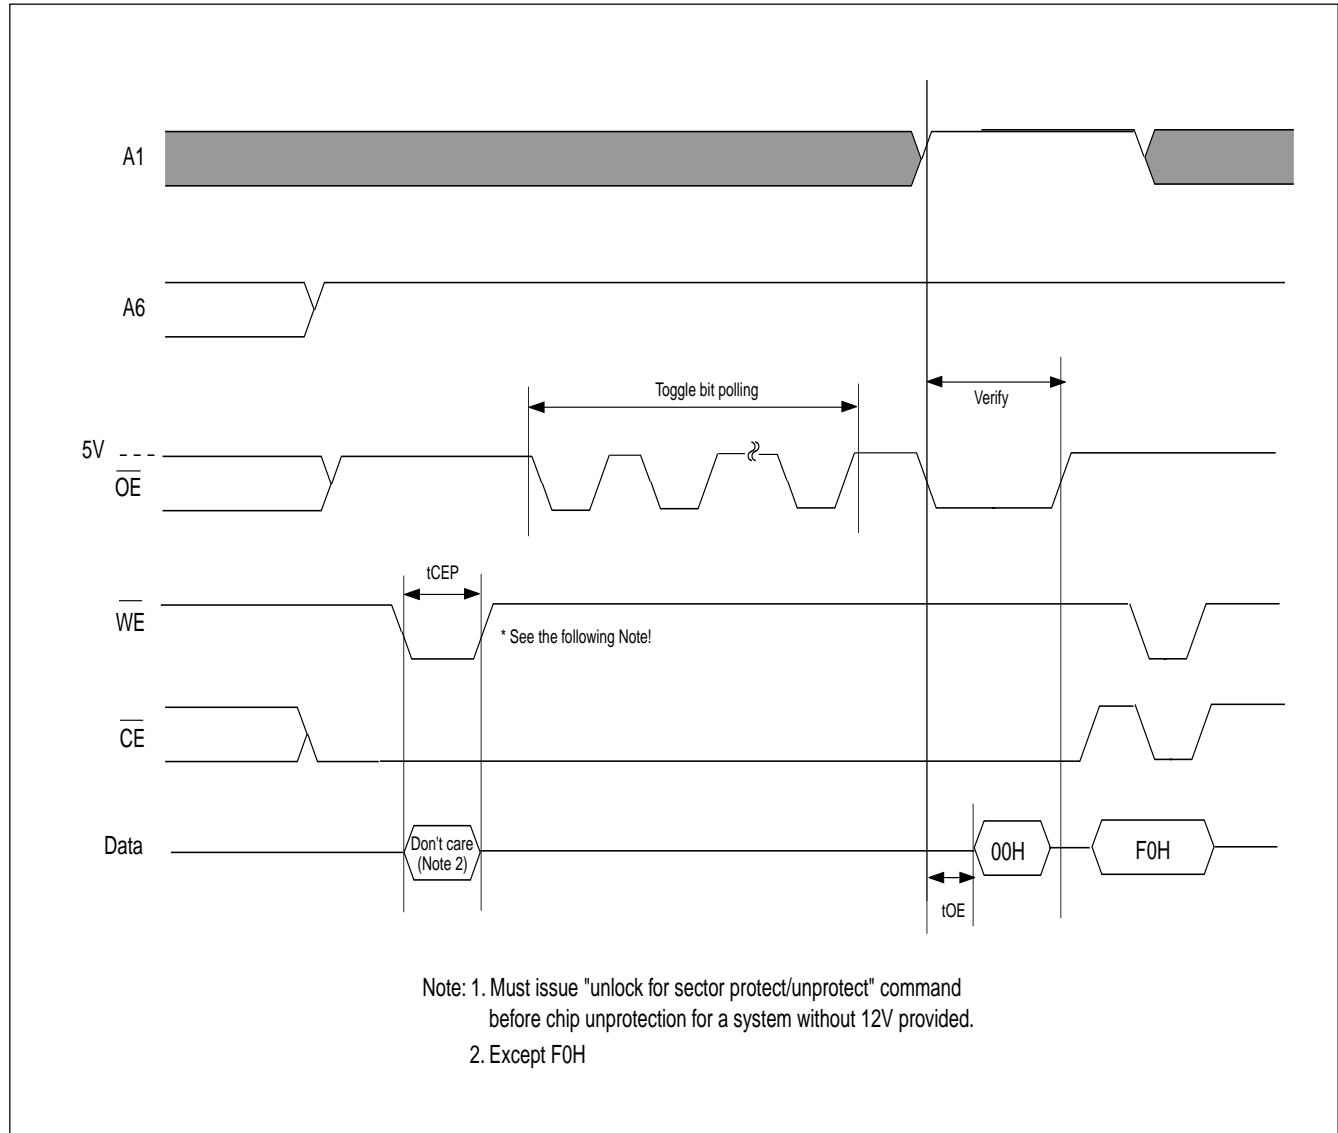 A1
A6
Toggle bit polling
Verify
5V
OE
tCEP
WE
* See the following Note!
CE
Data
Don't care
(Note 2)
00H
F0H
tOE
Note: 1. Must issue "unlock for sector protect/unprotect" command
before chip unprotection for a system without 12V provided.
2. Except F0H